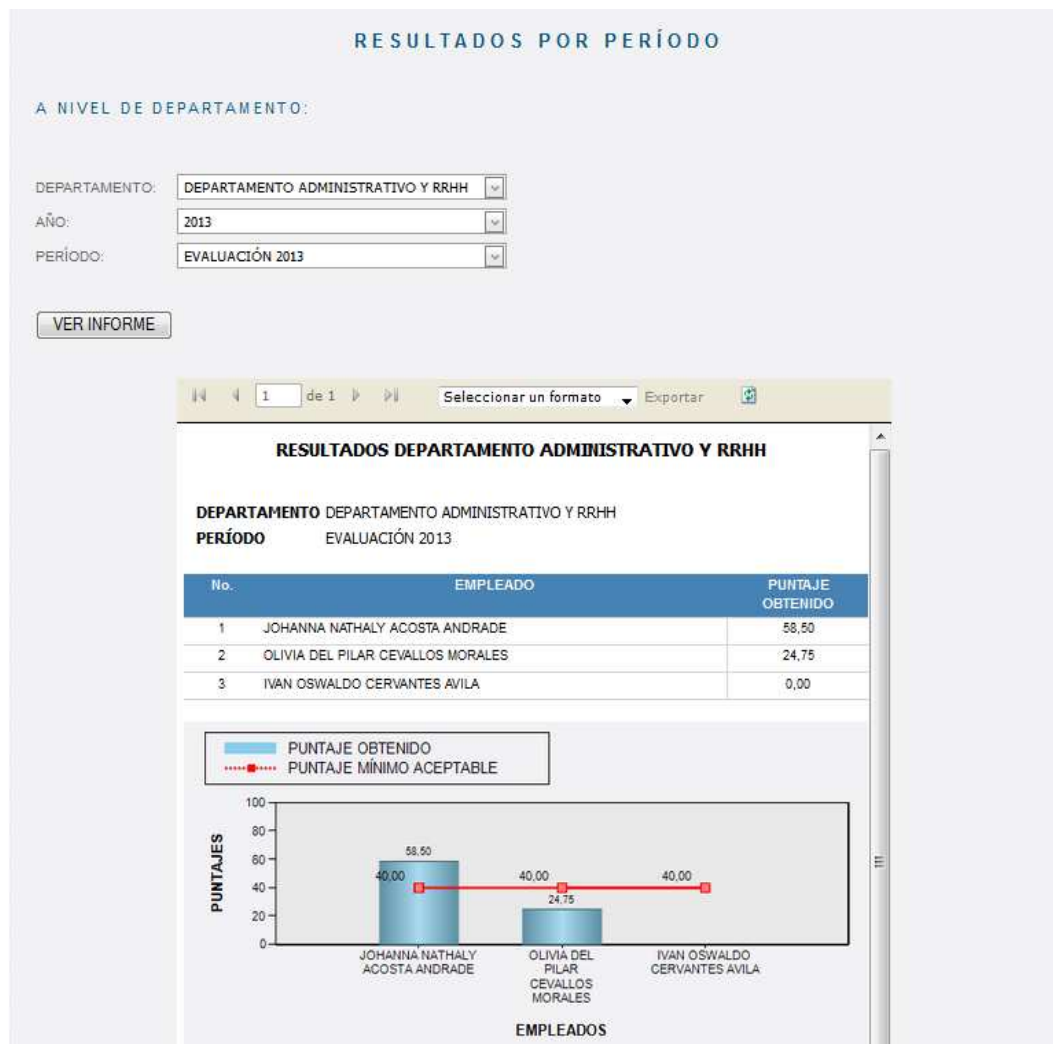 RESULTADOS POR PERÍODO
A NIVEL DE DEPARTAMENTO:
DEPARTAMENTO: DEPARTAMENTO ADMINISTRATIVO Y RRHH
AÑO: 2013
PERÍODO: EVALUACIÓN 2013
VER INFORME
1 de 1 Seleccionar un formato Exportar
RESULTADOS DEPARTAMENTO ADMINISTRATIVO Y RRHH
DEPARTAMENTO DEPARTAMENTO ADMINISTRATIVO Y RRHH
PERÍODO EVALUACIÓN 2013
No. EMPLEADO PUNTAJE
OBTENIDO
1 JOHANNA NATHALY ACOSTA ANDRADE 58,50
2 OLIVIA DEL PILAR CEVALLOS MORALES 24,75
3 IVAN OSWALDO CERVANTES AVILA 0,00
PUNTAJE OBTENIDO
PUNTAJE MÍNIMO ACEPTABLE
PUNTAJES
100
80
60
40
20
0
58,50
40,00 40,00 40,00
24,75
JOHANNA NATHALY
ACOSTA ANDRADE
OLIVIA DEL
PILAR
CEVALLOS
MORALES
IVAN OSWALDO
CERVANTES AVILA
EMPLEADOS